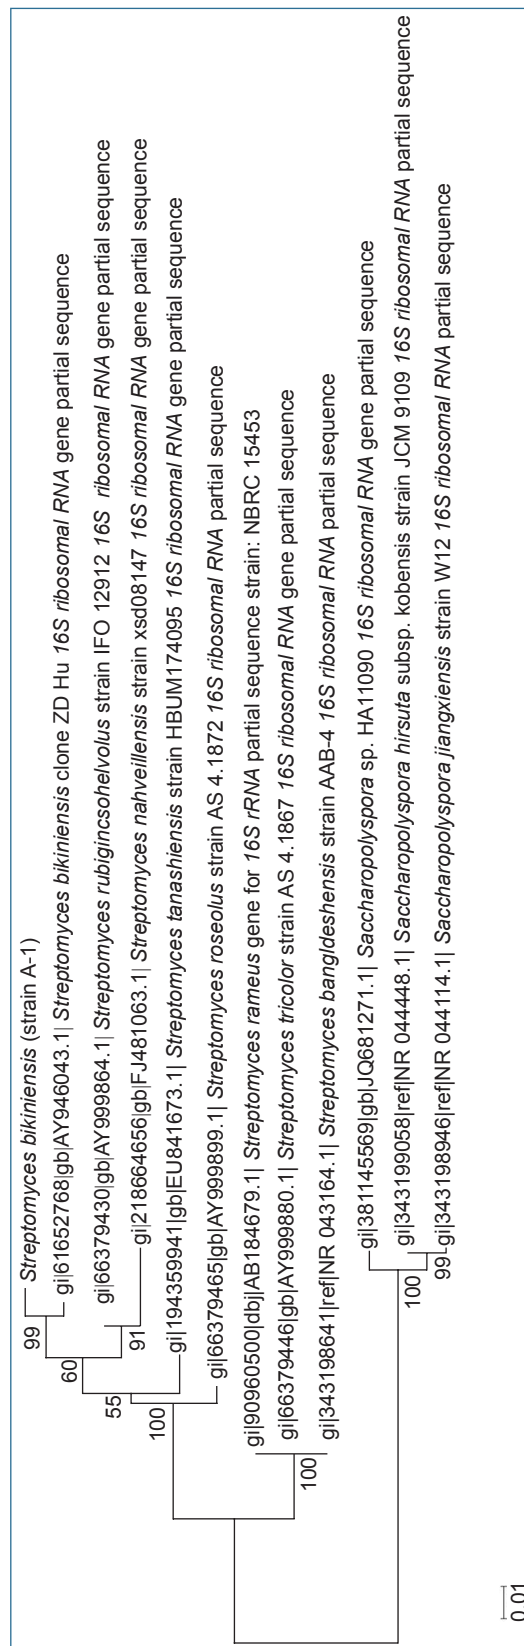 Streptomyces bikiniensis (strain A-1)
gi|61652768|gb|AY946043.1| Streptomyces bikiniensis clone ZD Hu 16S ribosomal RNA gene partial sequence
gi|66379430|gb|AY999864.1| Streptomyces rubigincsohelvolus strain IFO 12912 16S ribosomal RNA gene partial sequence
gi|218664656|gb|FJ481063.1| Streptomyces nahveillensis strain xsd08147 16S ribosomal RNA gene partial sequence
gi|194359941|gb|EU841673.1| Streptomyces tanashiensis strain HBUM174095 16S ribosomal RNA gene partial sequence
gi|66379465|gb|AY999899.1| Streptomyces roseolus strain AS 4.1872 16S ribosomal RNA partial sequence
gi|90960500|dbj|AB184679.1| Streptomyces rameus gene for 16S rRNA partial sequence strain: NBRC 15453
gi|66379446|gb|AY999880.1| Streptomyces tricolor strain AS 4.1867 16S ribosomal RNA gene partial sequence
gi|343198641|ref|NR 043164.1| Streptomyces bangldeshensis strain AAB-4 16S ribosomal RNA partial sequence
gi|381145569|gb|JQ681271.1| Saccharopolyspora sp. HA11090 16S ribosomal RNA gene partial sequence
gi|343199058|ref|NR 044448.1| Saccharopolyspora hirsuta subsp. kobensis strain JCM 9109 16S ribosomal RNA partial sequence
gi|343198946|ref|NR 044114.1| Saccharopolyspora jiangxiensis strain W12 16S ribosomal RNA partial sequence
99
60
91
55
100
100
100
99
0.01